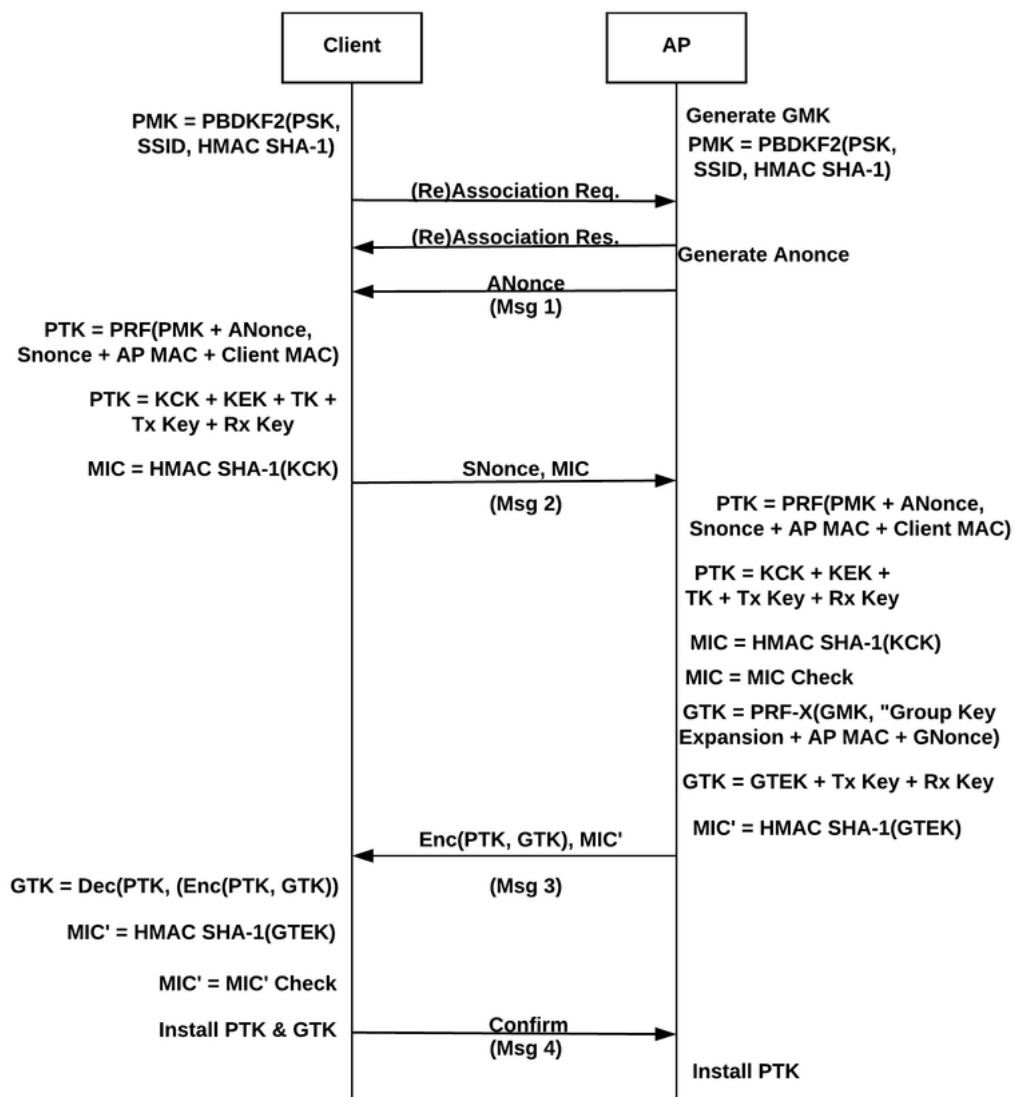 Client
AP
PMK = PBDKF2(PSK,
SSID, HMAC SHA-1)
Generate GMK
PMK = PBDKF2(PSK,
SSID, HMAC SHA-1)
(Re)Association Req.
(Re)Association Res.
Generate Anonce
ANonce
(Msg 1)
PTK = PRF(PMK + ANonce,
Snonce + AP MAC + Client MAC)
PTK = KCK + KEK + TK +
Tx Key + Rx Key
MIC = HMAC SHA-1(KCK)
SNonce, MIC
(Msg 2)
PTK = PRF(PMK + ANonce,
Snonce + AP MAC + Client MAC)
PTK = KCK + KEK +
TK + Tx Key + Rx Key
MIC = HMAC SHA-1(KCK)
MIC = MIC Check
GTK = PRF-X(GMK, "Group Key
Expansion + AP MAC + GNonce)
GTK = GTEK + Tx Key + Rx Key
MIC' = HMAC SHA-1(GTEK)
Enc(PTK, GTK), MIC'
(Msg 3)
GTK = Dec(PTK, (Enc(PTK, GTK))
MIC' = HMAC SHA-1(GTEK)
MIC' = MIC' Check
Install PTK & GTK
Confirm
(Msg 4)
Install PTK